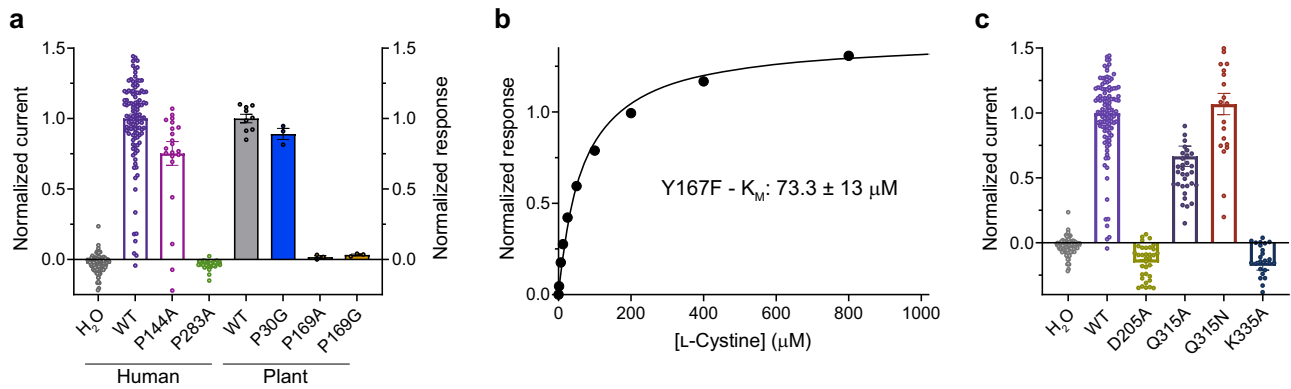 a
Normalized current
1.5
1.0
0.5
0.0
1.5
1.0
0.5
0.0
Normalized response
H₂O
WT
P144A
P283A
WT
P30G
P169A
P169G
Human
Plant
b
Normalized response
1.0
0.5
0.0
Y167F - K_M: 73.3 ± 13 μM
0
200
400
600
800
1000
[L-Cystine] (μM)
c
Normalized current
1.5
1.0
0.5
0.0
H₂O
WT
D205A
Q315A
Q315N
K335A